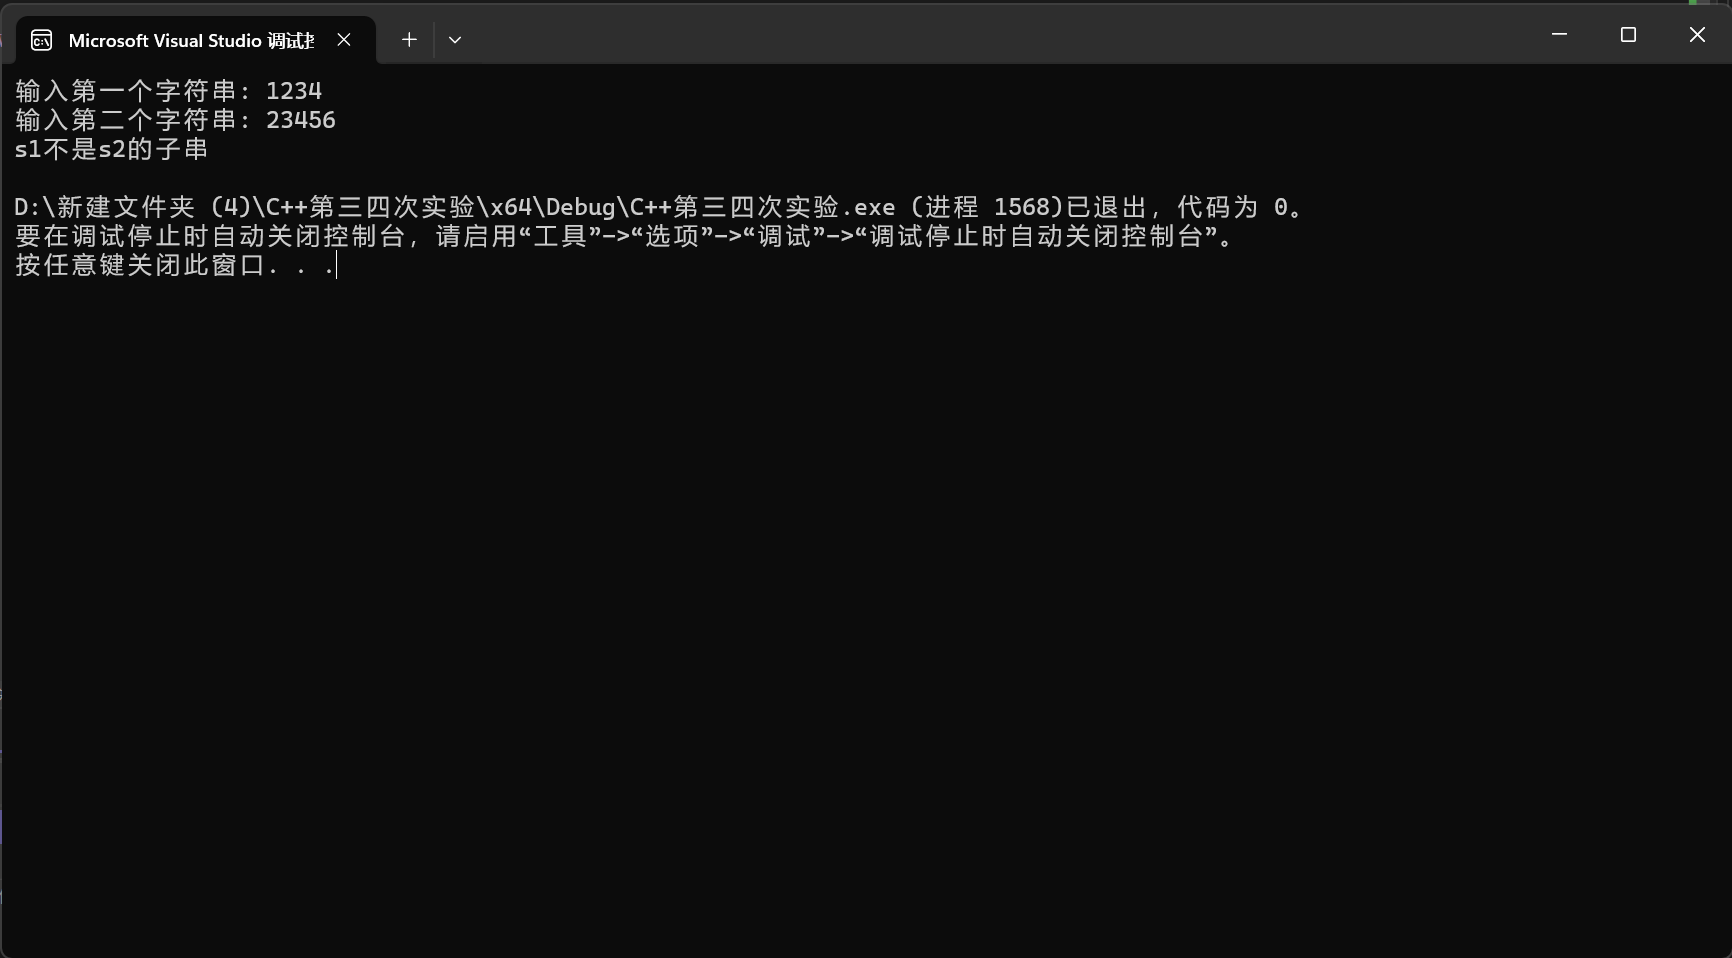 Microsoft Visual Studio 调试
输入第一个字符串: 1234
输入第二个字符串: 23456
s1不是s2的子串
D:\新建文件夹 (4)\C++第三四次实验\x64\Debug\C++第三四次实验.exe (进程 1568)已退出, 代码为 0。
要在调试停止时自动关闭控制台, 请启用“工具”->“选项”->“调试”->“调试停止时自动关闭控制台”。
按任意键关闭此窗口. . .